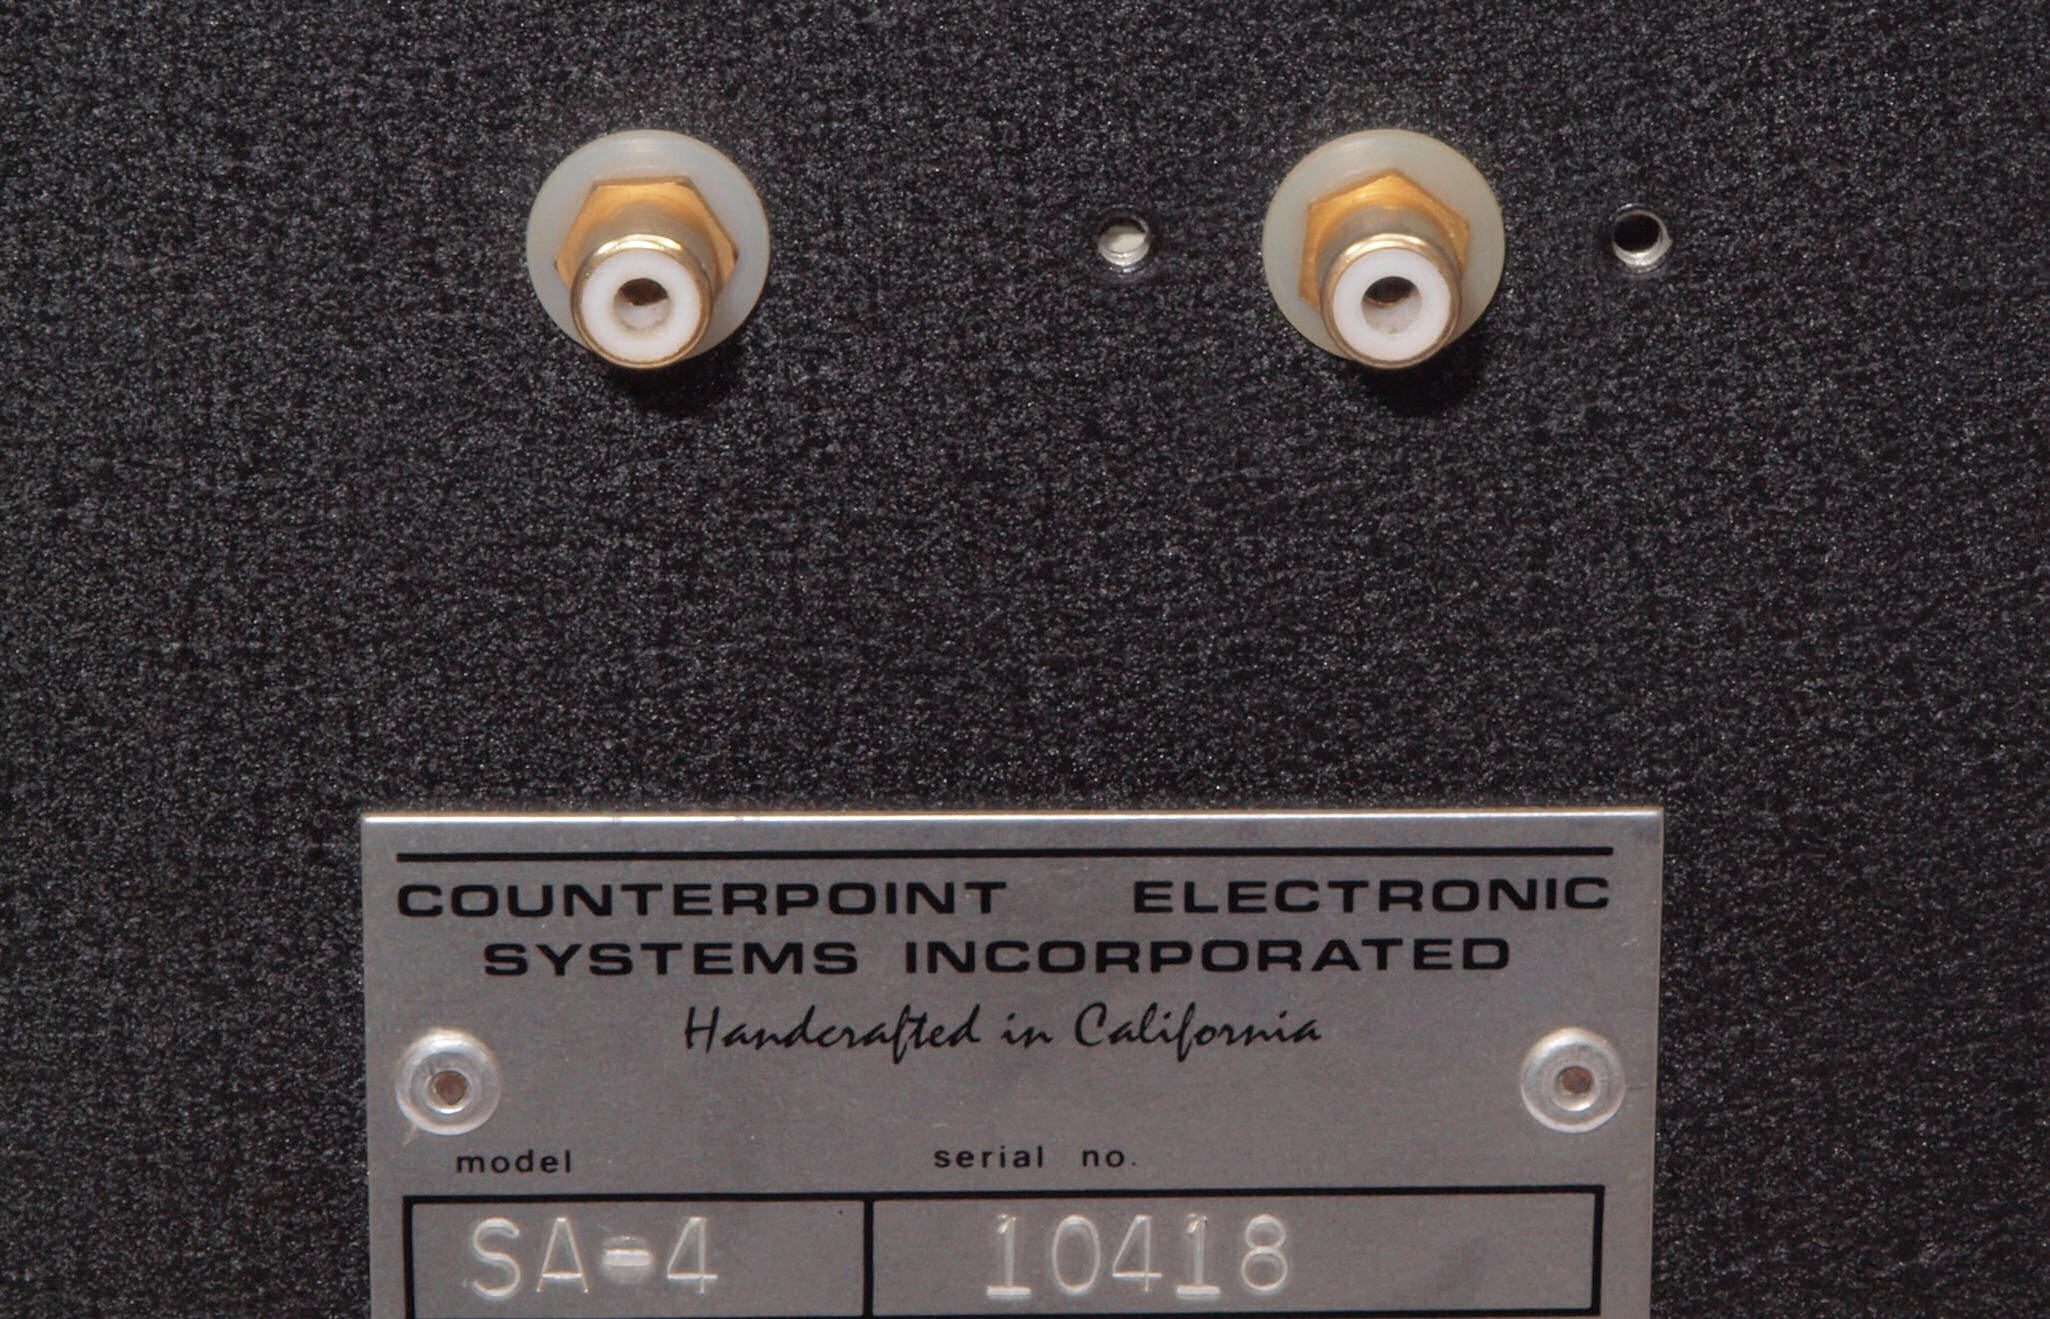 COUNTERPOINT ELECTRONIC
SYSTEMS INCORPORATED
Handcrafted in California
model serial no.
SA-4 10418